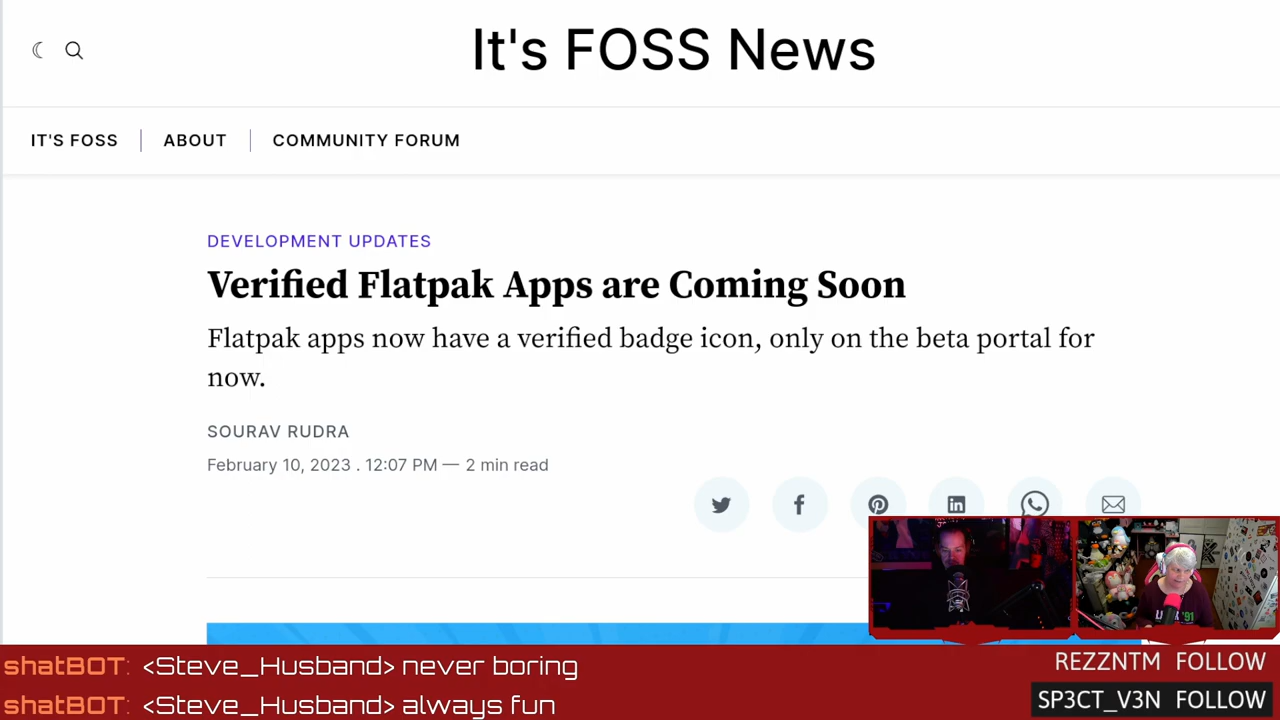 It's FOSS News
IT'S FOSS
ABOUT
COMMUNITY FORUM
DEVELOPMENT UPDATES
Verified Flatpak Apps are Coming Soon
Flatpak apps now have a verified badge icon, only on the beta portal for
now.
SOURAV RUDRA
February 10, 2023 . 12:07 PM — 2 min read
shatBOT: <Steve_Husband> never boring
shatBOT: <Steve_Husband> always fun
REZZNTM FOLLOW
SP3CT_V3N FOLLOW